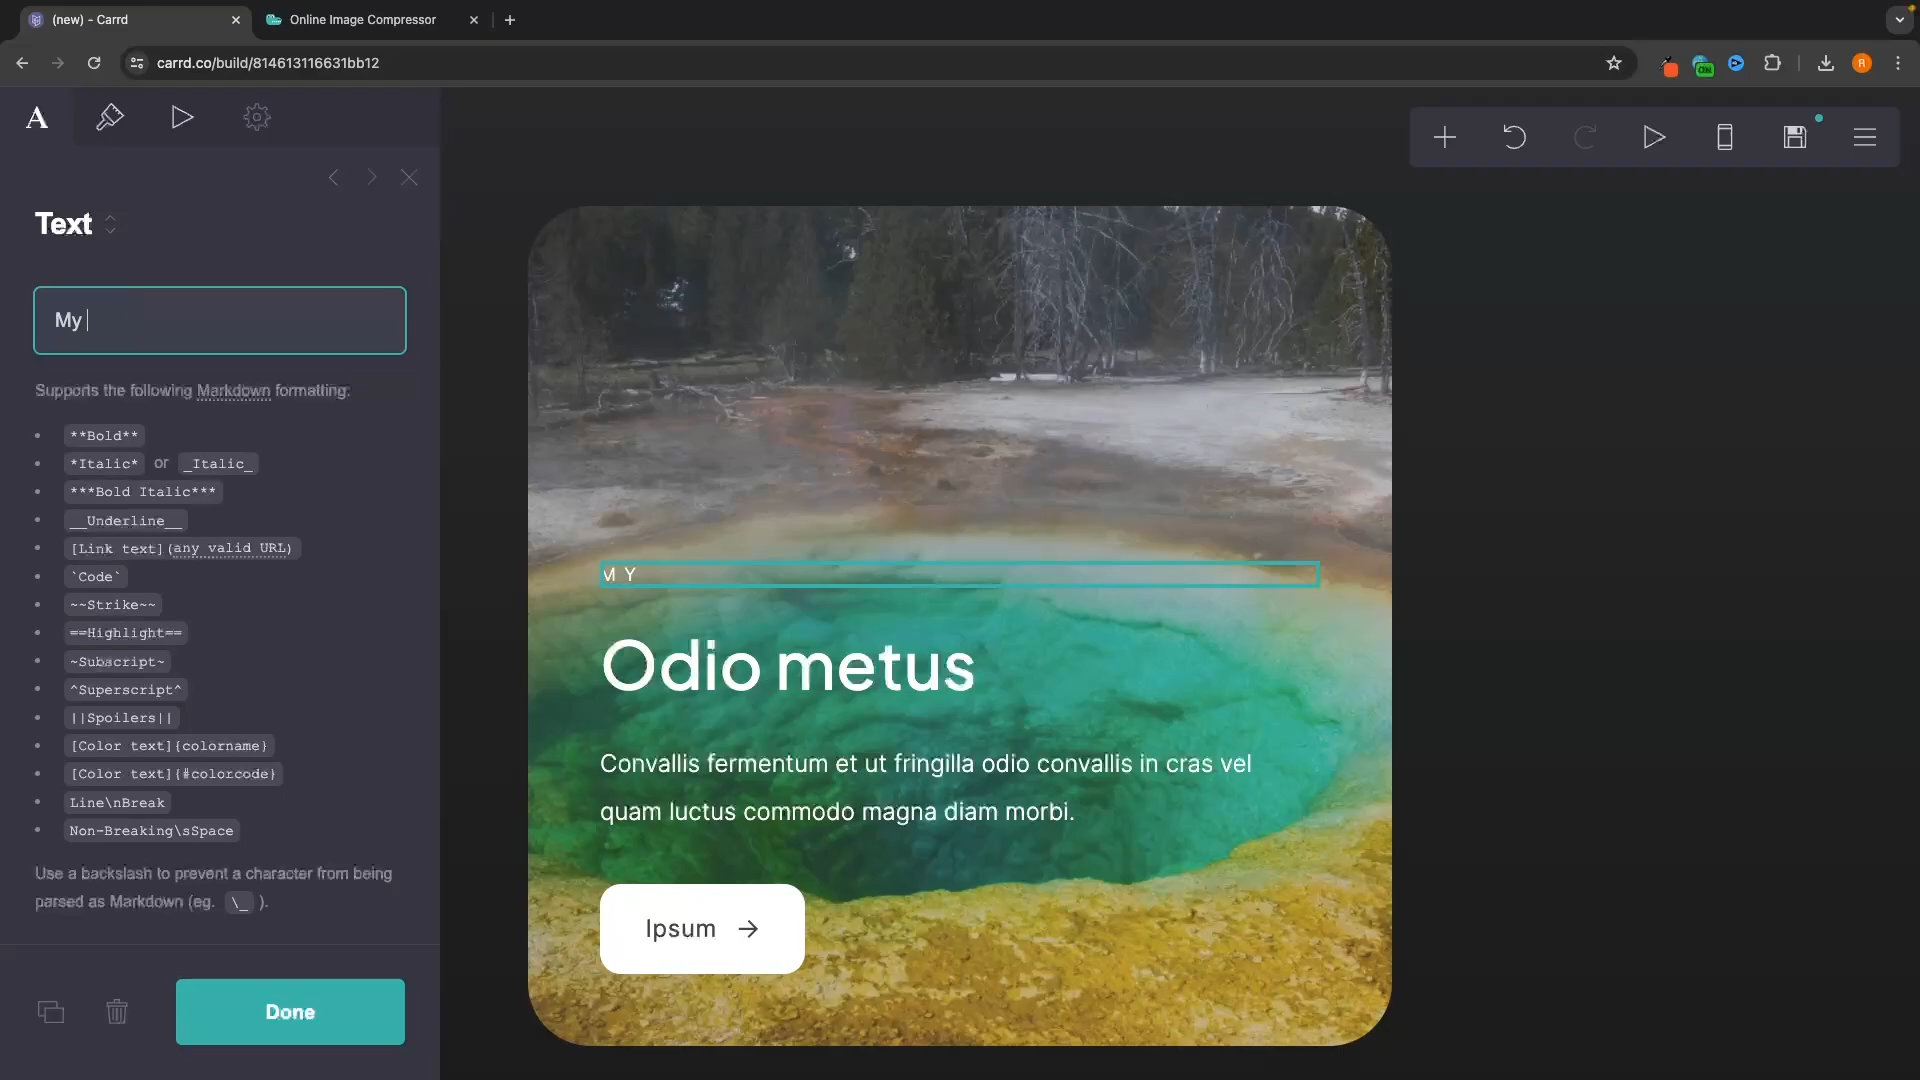 (new) - Carrd
Online Image Compressor
carrd.co/build/814613116631bb12
R
A
Text
My
Supports the following Markdown formatting:
**Bold**
*Italic* or _Italic_
***Bold Italic***
__Underline__
[Link text](any valid URL)
`Code`
~~Strike~~
==Highlight==
~Subscript~
^Superscript^
||Spoilers||
[Color text]{colorname}
[Color text]{#colorcode}
Line\nBreak
Non-Breaking\sSpace
Use a backslash to prevent a character from being
parsed as Markdown (eg. \_ ).
Done
MY
Odio metus
Convallis fermentum et ut fringilla odio convallis in cras vel
quam luctus commodo magna diam morbi.
Ipsum →